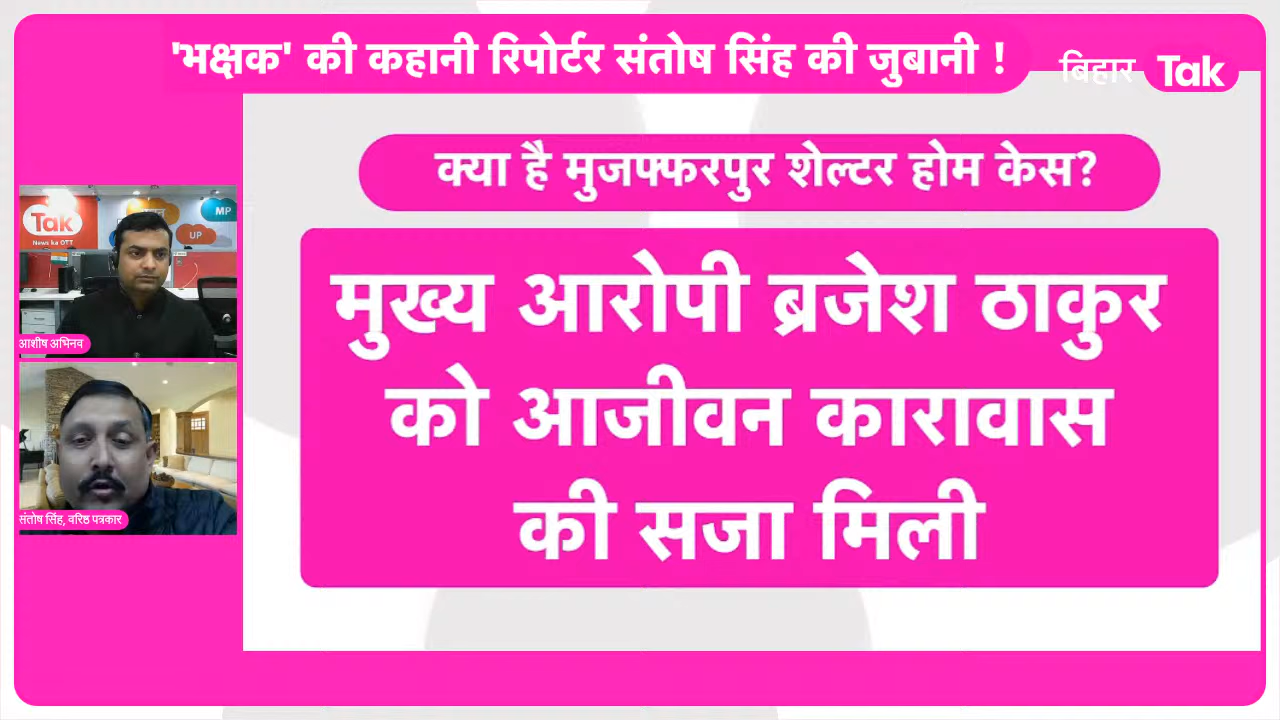 'भक्षक' की कहानी रिपोर्टर संतोष सिंह की जुबानी !
बिहार Tak
क्या है मुजफ्फरपुर शेल्टर होम केस?
मुख्य आरोपी ब्रजेश ठाकुर
को आजीवन कारावास
की सजा मिली
Tak
News ka OTT
MP
UP
आशीष अभिनव
संतोष सिंह, वरिष्ठ पत्रकार